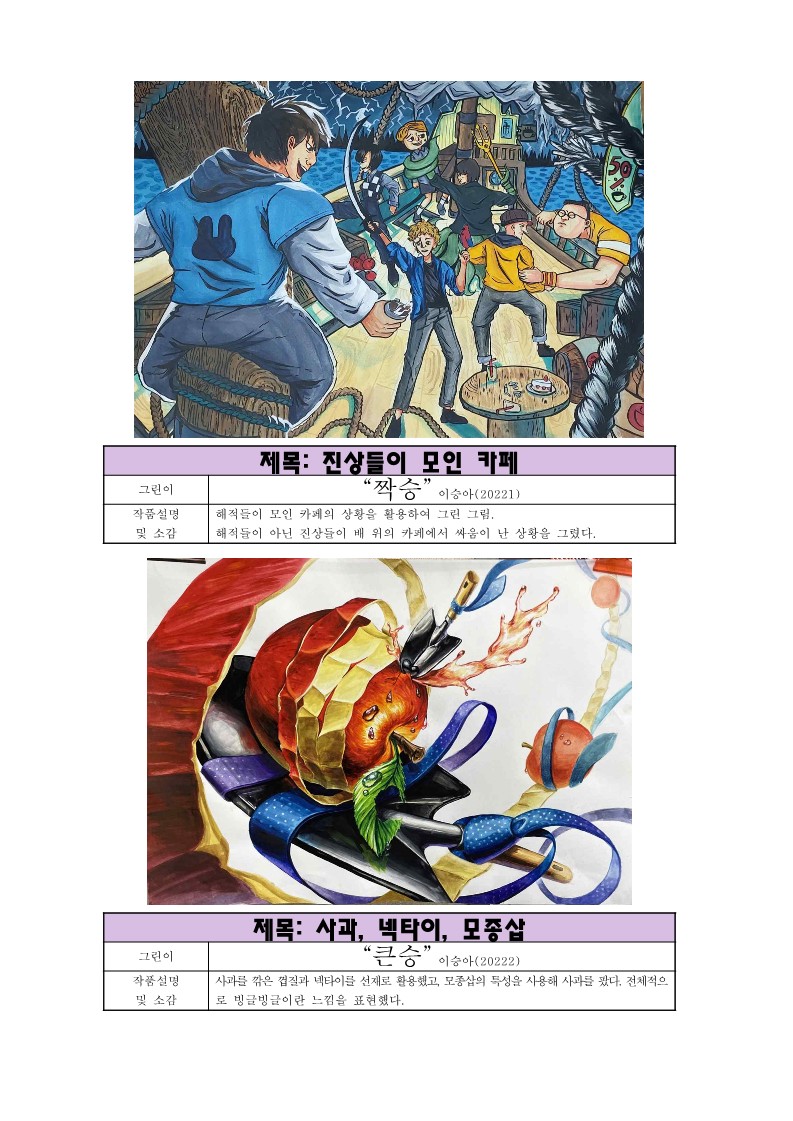 50%
제목: 진상들이 모인 카페
그린이
“짝승” 이승아(20221)
작품설명
및 소감
해적들이 모인 카페의 상황을 활용하여 그린 그림.
해적들이 아닌 진상들이 배 위의 카페에서 싸움이 난 상황을 그렸다.
제목: 사과, 넥타이, 모종삽
그린이
“큰승” 이승아(20222)
작품설명
및 소감
사과를 깎은 껍질과 넥타이를 선재로 활용했고, 모종삽의 특성을 사용해 사과를 팠다. 전체적으
로 빙글빙글이란 느낌을 표현했다.